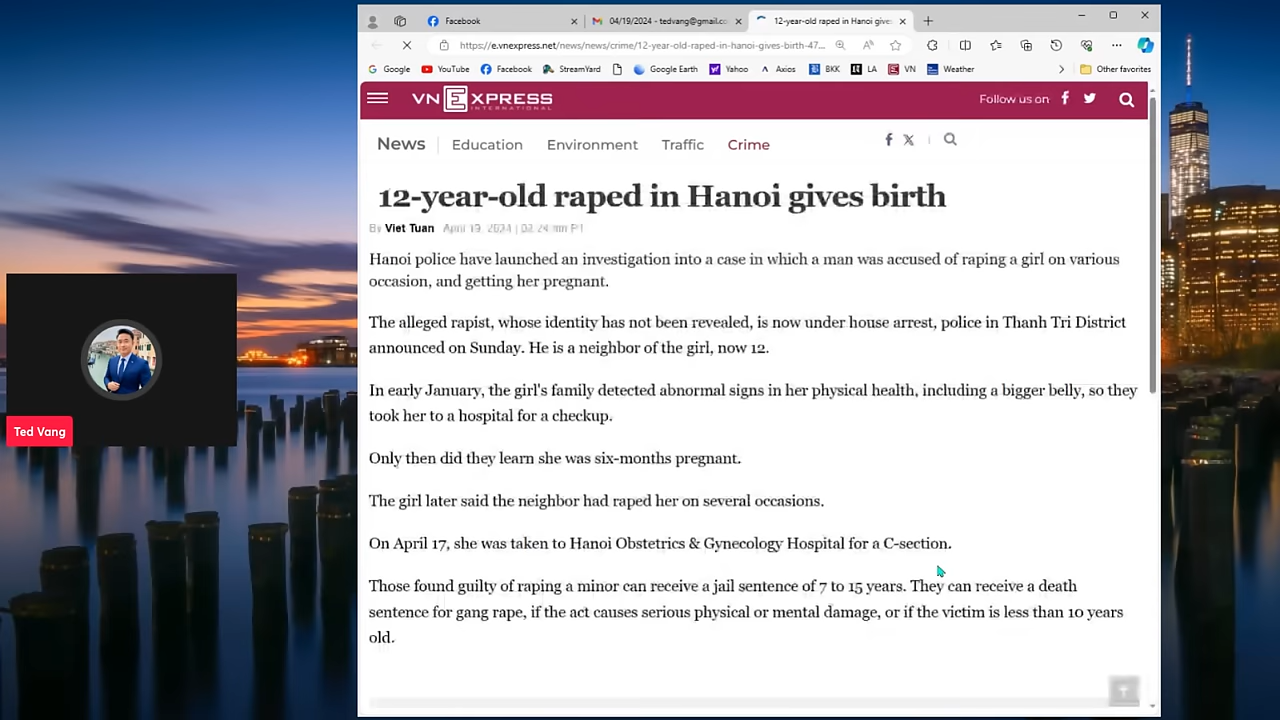 Facebook
04/19/2024 - tedvang@gmail.co
12-year-old raped in Hanoi give
https://e.vnexpress.net/news/news/crime/12-year-old-raped-in-hanoi-gives-birth-47...
Google YouTube Facebook StreamYard Google Earth Yahoo Axios BKK LA VN Weather Other favorites
VN EXPRESS
INTERNATIONAL
Follow us on
News Education Environment Traffic Crime
12-year-old raped in Hanoi gives birth
By Viet Tuan April 19, 2024 |
Hanoi police have launched an investigation into a case in which a man was accused of raping a girl on various
occasion, and getting her pregnant.
The alleged rapist, whose identity has not been revealed, is now under house arrest, police in Thanh Tri District
announced on Sunday. He is a neighbor of the girl, now 12.
In early January, the girl's family detected abnormal signs in her physical health, including a bigger belly, so they
took her to a hospital for a checkup.
Only then did they learn she was six-months pregnant.
The girl later said the neighbor had raped her on several occasions.
On April 17, she was taken to Hanoi Obstetrics & Gynecology Hospital for a C-section.
Those found guilty of raping a minor can receive a jail sentence of 7 to 15 years. They can receive a death
sentence for gang rape, if the act causes serious physical or mental damage, or if the victim is less than 10 years
old.
Ted Vang